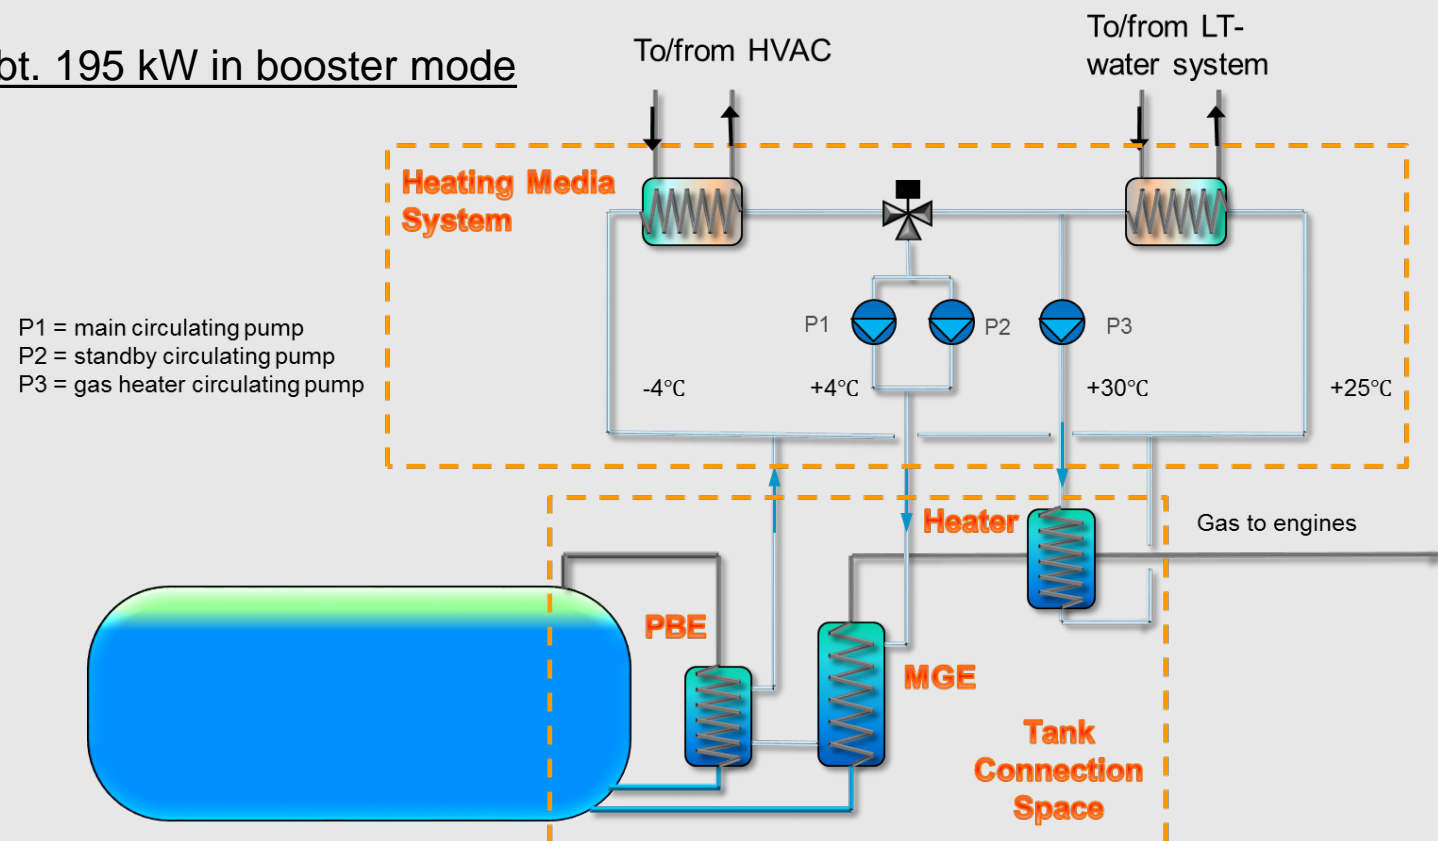 195 kW in booster mode
To/from HVAC
To/from LT-
water system
Heating Media
System
P1 = main circulating pump
P2 = standby circulating pump
P3 = gas heater circulating pump
P1
P2
P3
-4°C
+4°C
+30°C
+25°C
Heater
Gas to engines
PBE
MGE
Tank
Connection
Space